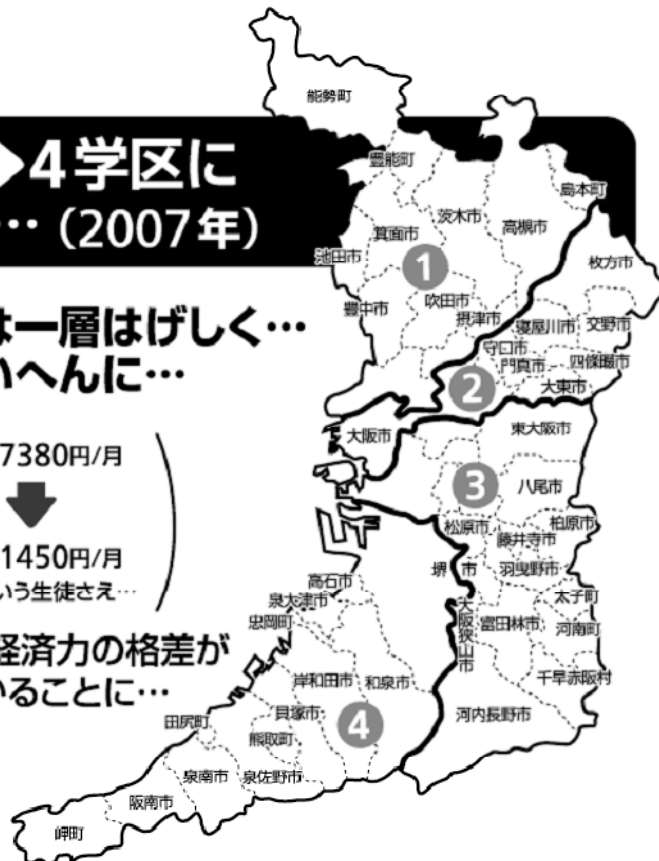 4学区に
…（2007年）
は一層はげしく…
いへんに…
7380円/月
1450円/月
いう生徒さえ…
経済力の格差が
いることに…
能勢町
豊能町
島本町
茨木市
高槻市
箕面市
池田市
枚方市
1
豊中市
吹田市
摂津市
寝屋川市
交野市
守口市
門真市
四條畷市
2
大東市
大阪市
東大阪市
3
八尾市
松原市
柏原市
藤井寺市
堺市
羽曳野市
高石市
泉大津市
太子町
忠岡町
大阪狭山市
富田林市
河南町
岸和田市
和泉市
千早赤阪村
貝塚市
4
河内長野市
田尻町
熊取町
泉南市
泉佐野市
阪南市
岬町